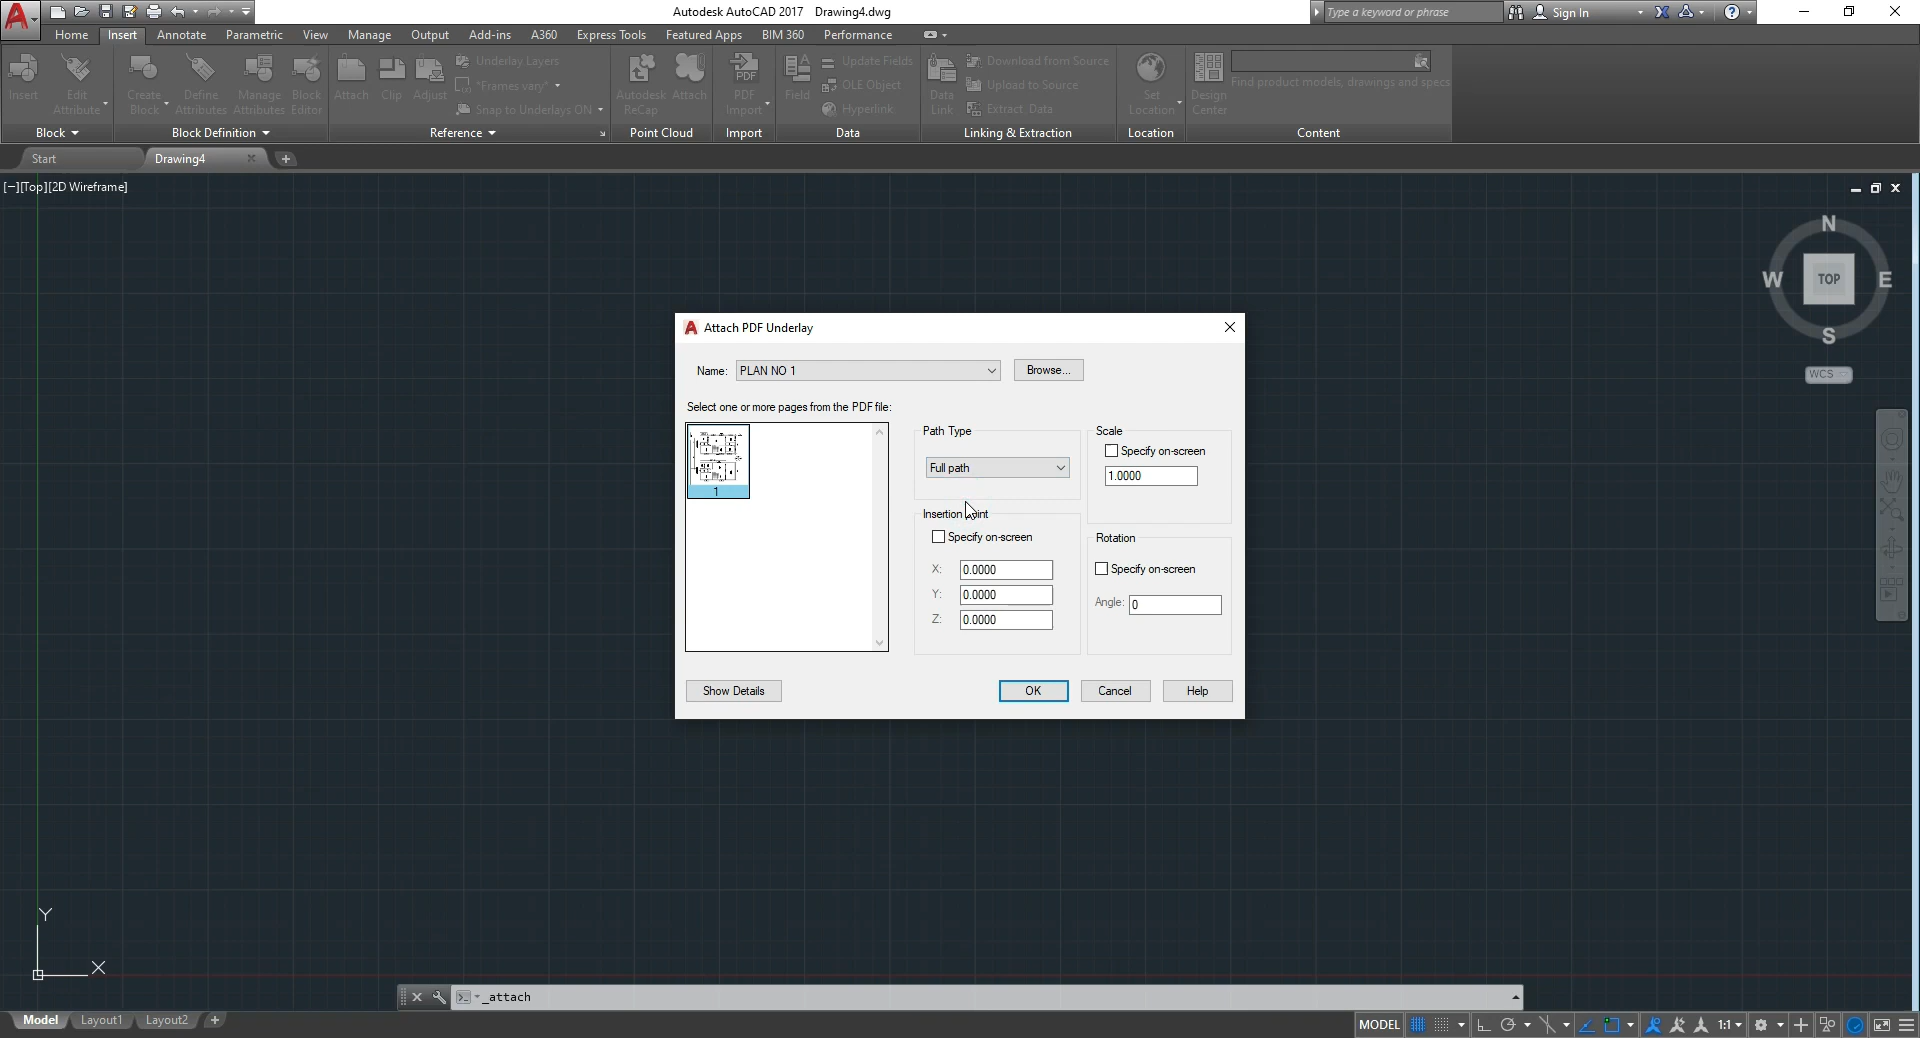 Autodesk AutoCAD 2017 Drawing4.dwg
Type a keyword or phrase
Sign In
Home Insert Annotate Parametric View Manage Output Add-ins A360 Express Tools Featured Apps BIM 360 Performance
Insert
Edit
Attribute
Create
Block
Define
Attributes
Manage
Attributes
Block
Editor
Attach
Clip
Adjust
Underlay Layers
*Frames vary*
Snap to Underlays ON
Autodesk
ReCap
Attach
PDF
PDF
Import
Field
Update Fields
OLE Object
Hyperlink
Data
Link
Download from Source
Upload to Source
Extract Data
Set
Location
Design
Center
Find product models, drawings and specs
Block
Block Definition
Reference
Point Cloud
Import
Data
Linking & Extraction
Location
Content
Start
Drawing4
[−][Top][2D Wireframe]
N
W
TOP
E
S
WCS
Attach PDF Underlay
Name: PLAN NO 1
Browse...
Select one or more pages from the PDF file:
1
Path Type
Full path
Scale
Specify on-screen
1.0000
Specify on-screen
X: 0.0000
Y: 0.0000
Z: 0.0000
Rotation
Specify on-screen
Angle: 0
Show Details
OK
Cancel
Help
Y
X
_attach
Model Layout1 Layout2
MODEL
1:1